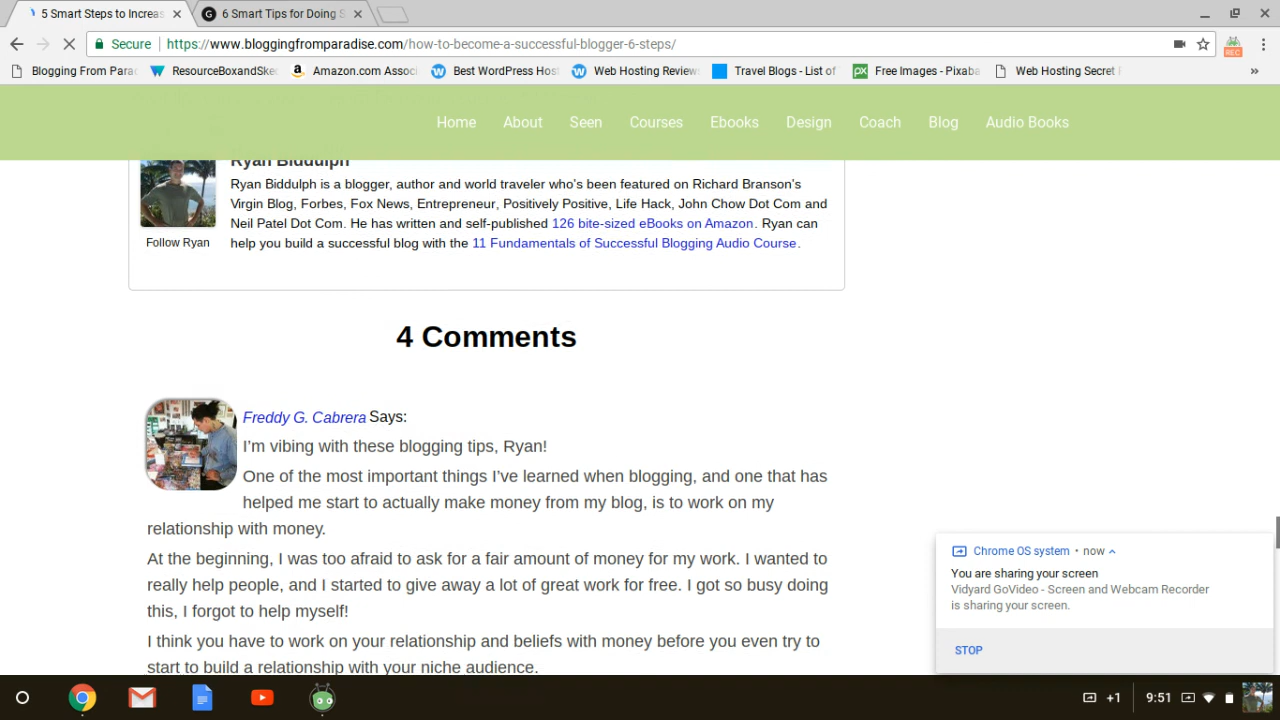 5 Smart Steps to Increas
6 Smart Tips for Doing S
Secure
https://www.bloggingfromparadise.com/how-to-become-a-successful-blogger-6-steps/
REC
Blogging From Parad
ResourceBoxandSke
Amazon.com Associ
Best WordPress Host
Web Hosting Reviews
Travel Blogs - List of
Free Images - Pixaba
Web Hosting Secret
Home About Seen Courses Ebooks Design Coach Blog Audio Books
Ryan Biddulph
Ryan Biddulph is a blogger, author and world traveler who's been featured on Richard Branson's
Virgin Blog, Forbes, Fox News, Entrepreneur, Positively Positive, Life Hack, John Chow Dot Com and
Neil Patel Dot Com. He has written and self-published 126 bite-sized eBooks on Amazon. Ryan can
help you build a successful blog with the 11 Fundamentals of Successful Blogging Audio Course.
Follow Ryan
4 Comments
Freddy G. Cabrera Says:
I'm vibing with these blogging tips, Ryan!
One of the most important things I've learned when blogging, and one that has
helped me start to actually make money from my blog, is to work on my
relationship with money.
At the beginning, I was too afraid to ask for a fair amount of money for my work. I wanted to
really help people, and I started to give away a lot of great work for free. I got so busy doing
this, I forgot to help myself!
I think you have to work on your relationship and beliefs with money before you even try to
start to build a relationship with your niche audience.
Chrome OS system • now
You are sharing your screen
Vidyard GoVideo - Screen and Webcam Recorder
is sharing your screen.
STOP
+1
9:51